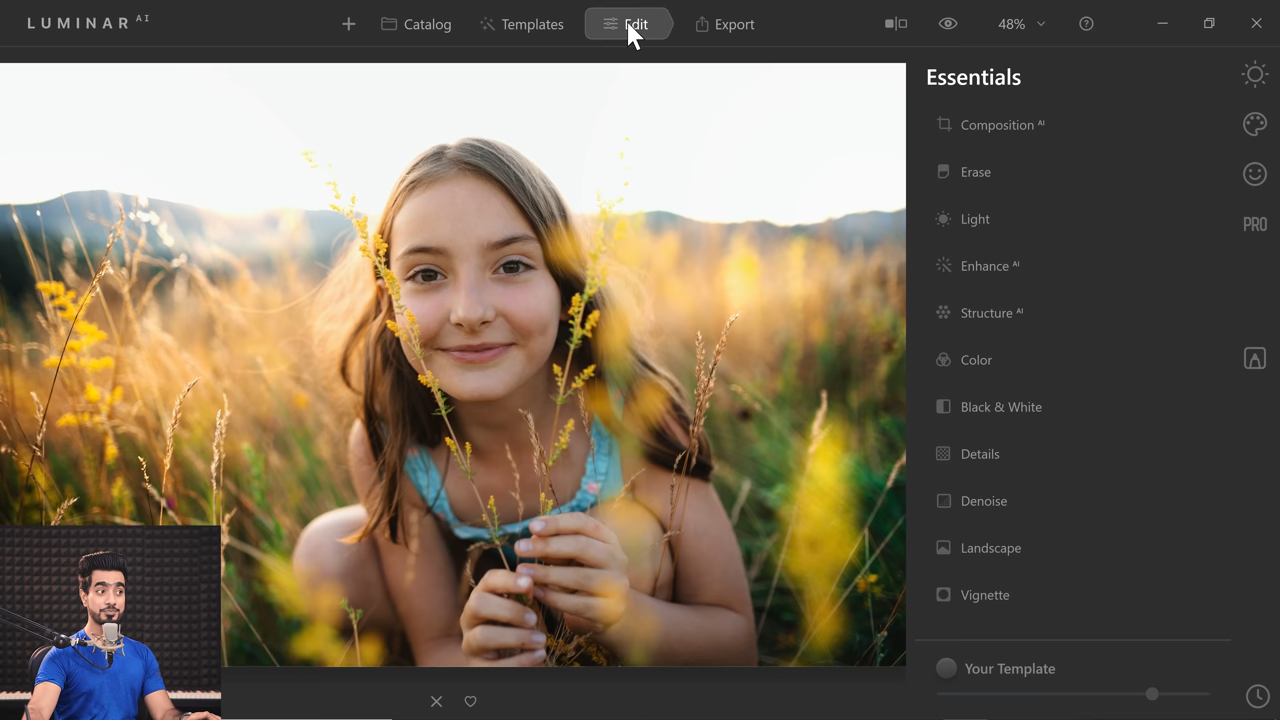 LUMINAR AI
Catalog
Templates
Edit
Export
48%
Essentials
Composition AI
Erase
Light
Enhance AI
Structure AI
Color
Black & White
Details
Denoise
Landscape
Vignette
PRO
Your Template